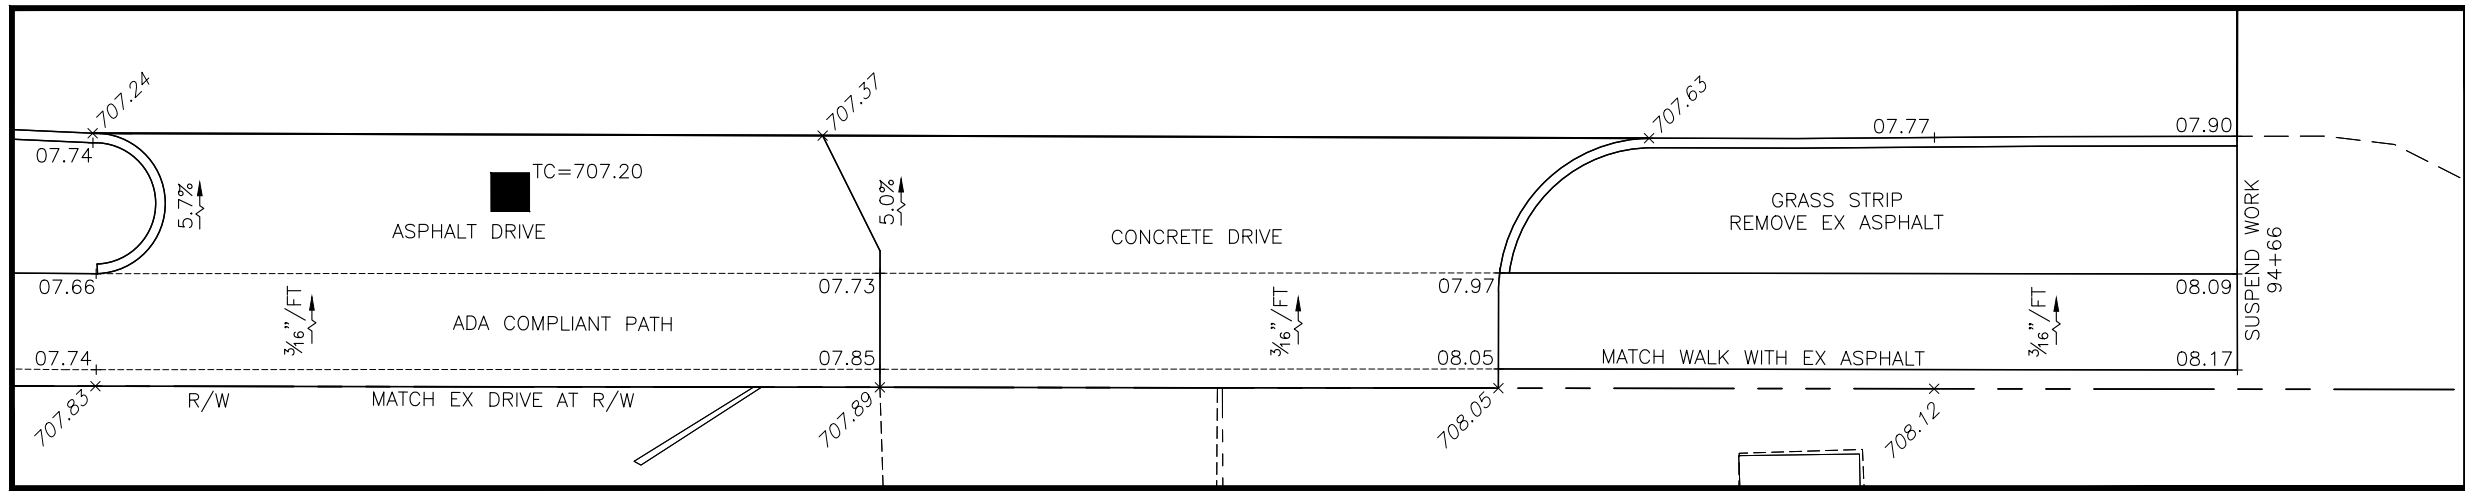 707.24
707.37
707.63
07.77
07.90
07.74
TC=707.20
5.7%
5.0%
ASPHALT DRIVE
CONCRETE DRIVE
GRASS STRIP
REMOVE EX ASPHALT
SUSPEND WORK
94+66
07.66
07.73
07.97
08.09
3/16"/FT
ADA COMPLIANT PATH
3/16"/FT
3/16"/FT
07.74
07.85
08.05
MATCH WALK WITH EX ASPHALT
08.17
707.83
R/W
MATCH EX DRIVE AT R/W
707.89
708.05
708.12